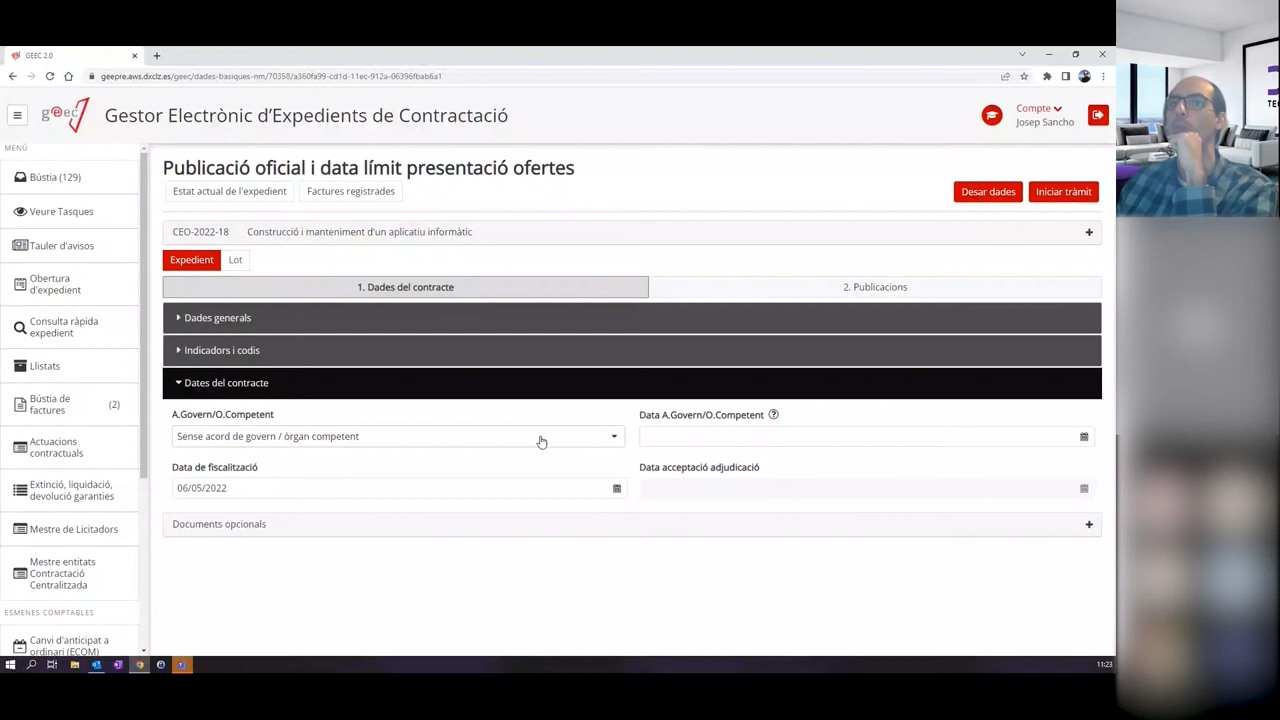 GEEC 2.0
geepre.aws.dxclz.es/geec/dades-basiques-nm/70358/a360fa99-cd1d-11ec-912a-06396fbab6a1
geec
Gestor Electrònic d'Expedients de Contractació
Compte
Josep Sancho
MENÚ
Bústia (129)
Veure Tasques
Tauler d'avisos
Obertura
d'expedient
Consulta ràpida
expedient
Llistats
Bústia de
factures
(2)
Actuacions
contractuals
Extinció, liquidació,
devolució garanties
Mestre de Licitadors
Mestre entitats
Contractació
Centralitzada
ESMENES COMPTABLES
Canvi d'anticipat a
ordinari (ECOM)
Publicació oficial i data límit presentació ofertes
Estat actual de l'expedient
Factures registrades
Desar dades
Iniciar tràmit
CEO-2022-18 Construcció i manteniment d'un aplicatiu informàtic
Expedient
Lot
1. Dades del contracte
2. Publicacions
Dades generals
Indicadors i codis
Dates del contracte
A.Govern/O.Competent
Data A.Govern/O.Competent
Sense acord de govern / òrgan competent
Data de fiscalització
Data acceptació adjudicació
06/05/2022
Documents opcionals
11:23